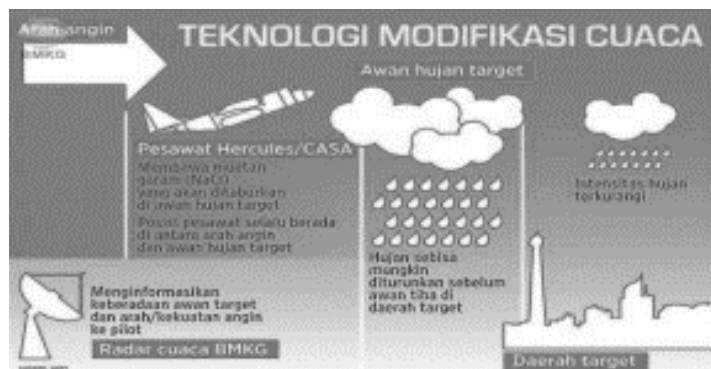 Arah angin
BMKG
TEKNOLOGI MODIFIKASI CUACA
Awan hujan target
Pesawat Hercules/CASA
Membawa muatan
garam (NaCl)
yang akan ditaburkan
di awan hujan target
Posisi pesawat selalu berada
di antara arah angin
dan awan hujan target
Intensitas hujan
terkurangi
Hujan sebisa
mungkin
diturunkan sebelum
awan tiba di
daerah target
Menginformasikan
keberadaan awan target
dan arah/kekuatan angin
ke pilot
Radar cuaca BMKG
Daerah target